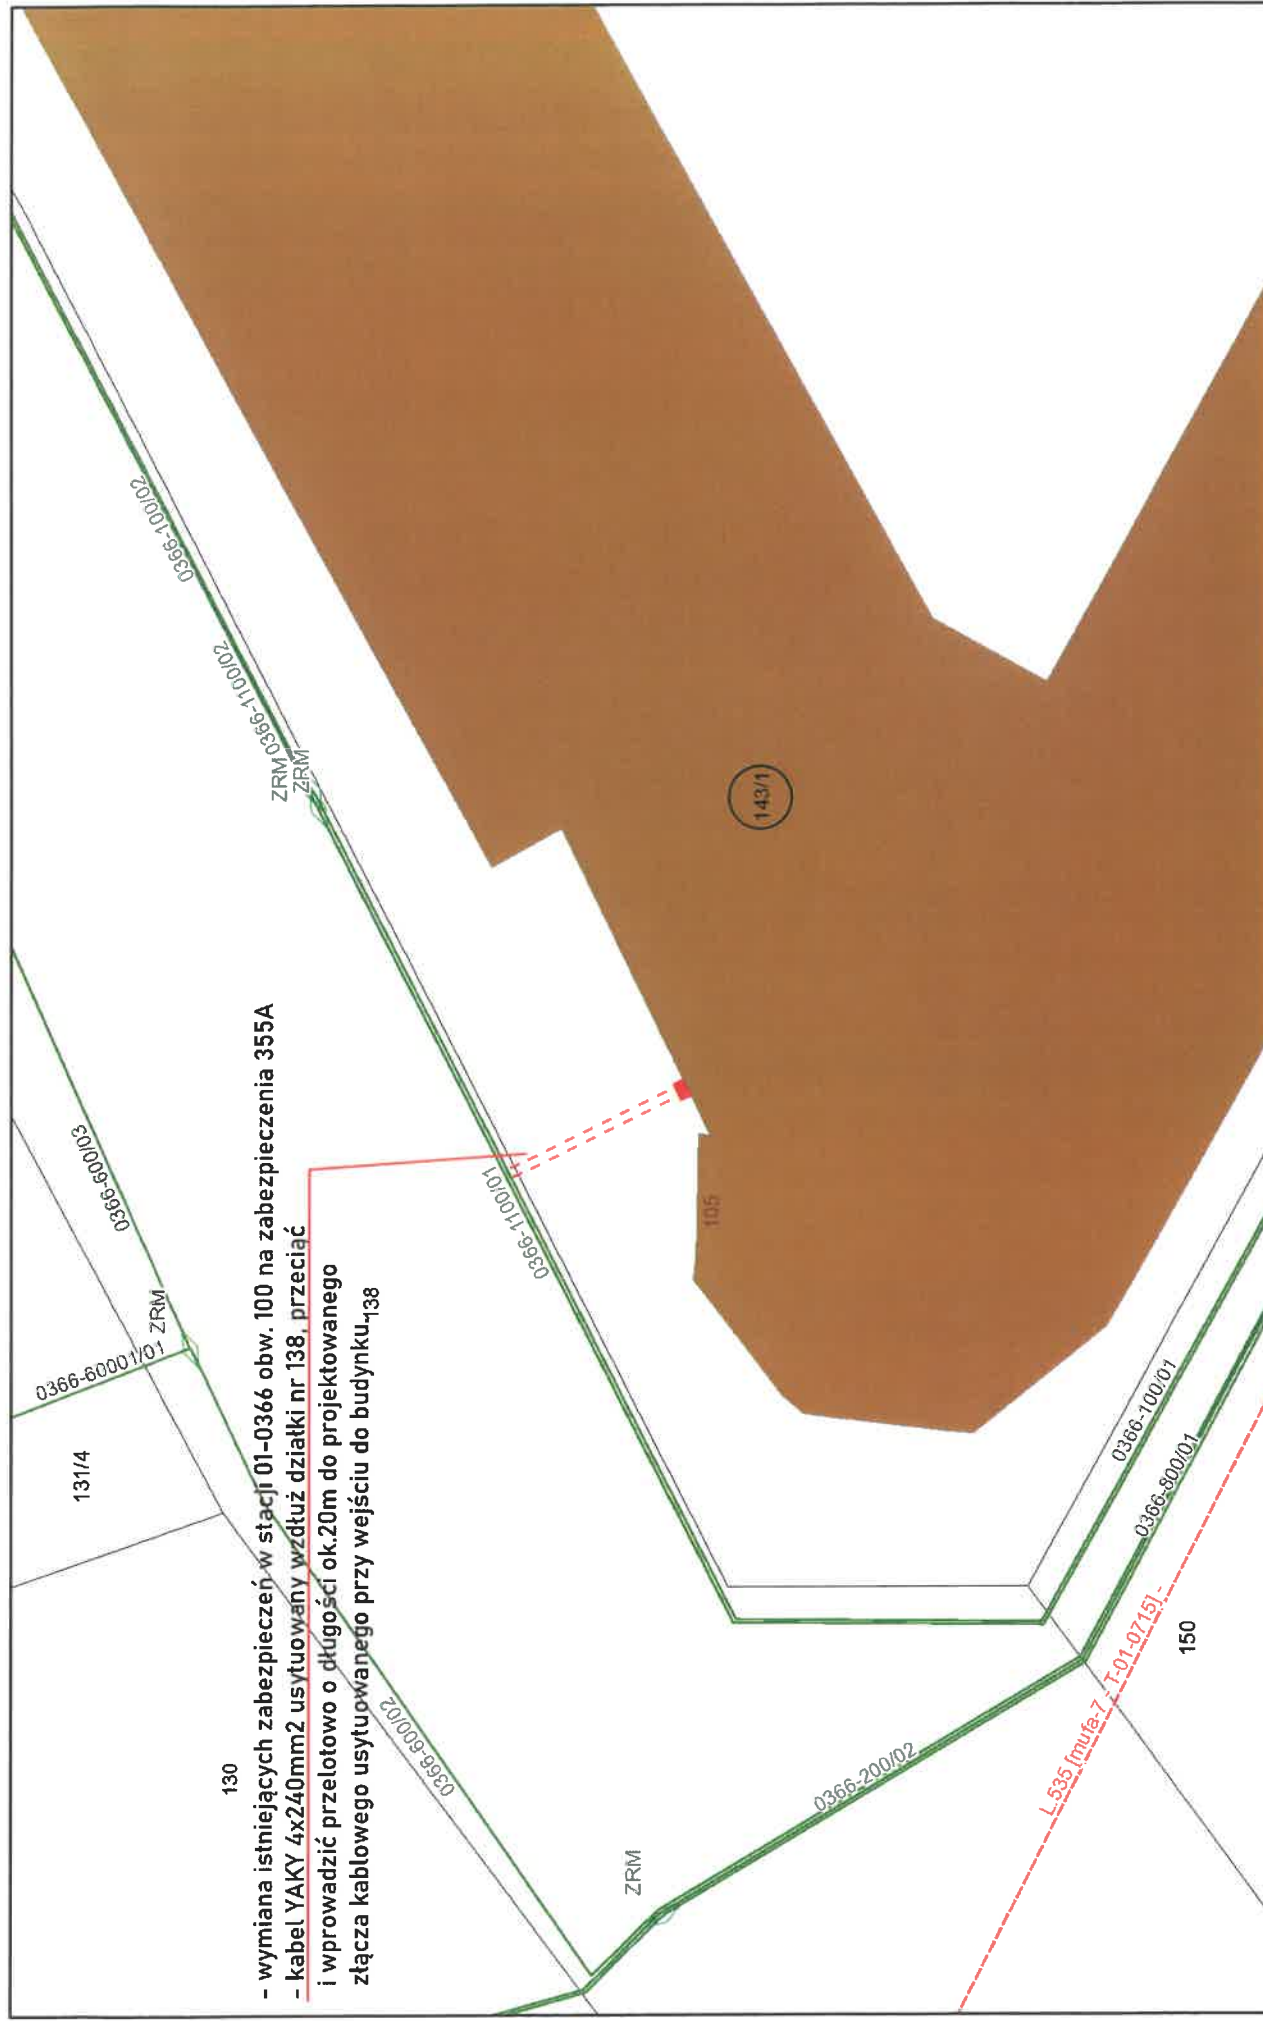 130
- wymiana istniejących zabezpieczeń w stacji 01-0366 obw. 100 na zabezpieczenia 355A
- kabel YAKY 4x240mm2 usytuowany wzdłuż działki nr 138, przeciąć
i wprowadzić przelotowo o długości ok.20m do projektowanego
złącza kablowego usytuowanego przy wejściu do budynku.
138
131/4
0366-60001/01
ZRM
0366-600/03
0366-600/02
0366-100/02
0366-1100/02
ZRM
ZRM
0366-1100/01
143/1
105
ZRM
0366-200/02
0366-100/01
0366-800/01
L.535 [mufa-7 - T-01-0715] -
150